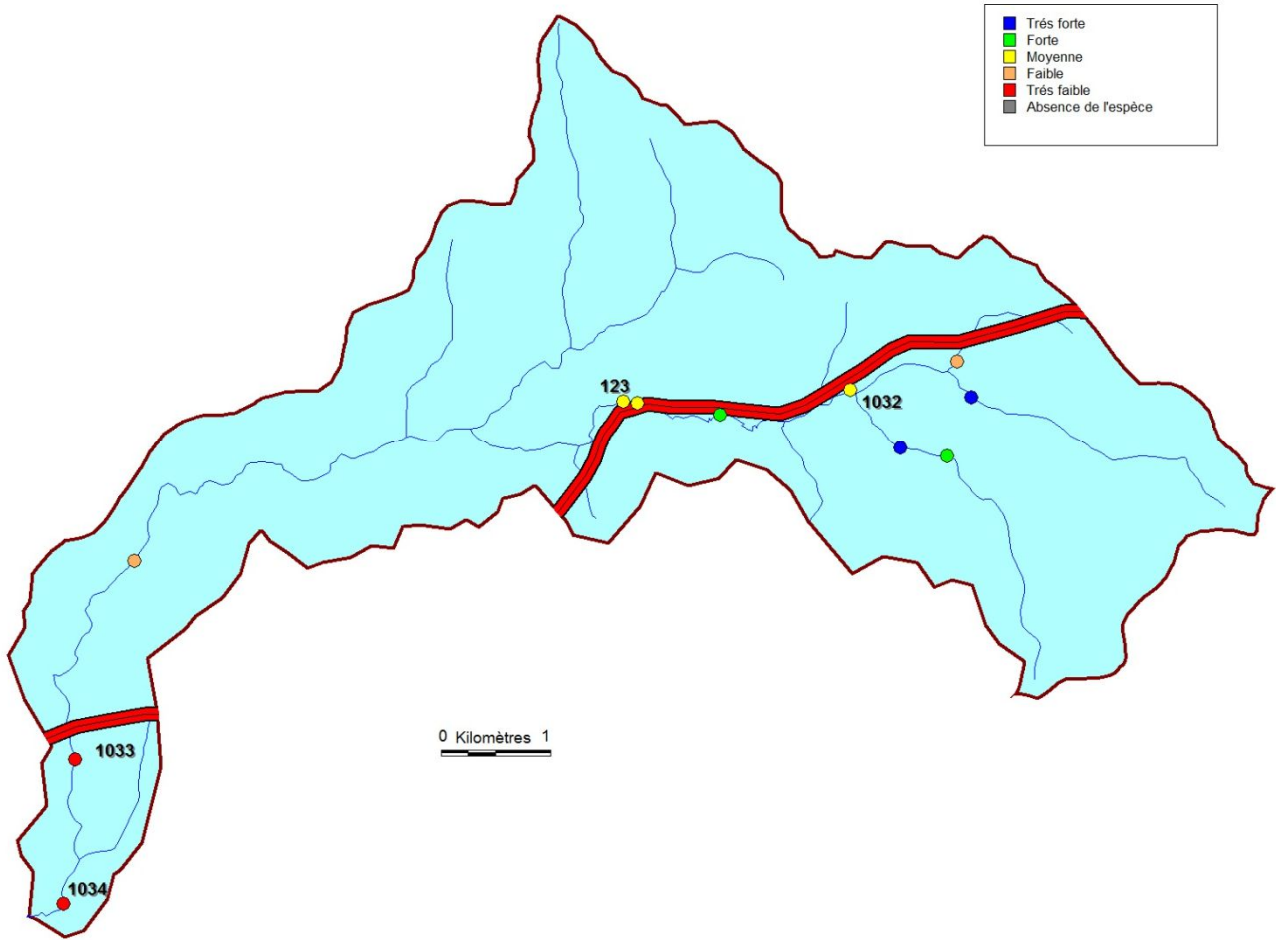 Trés forte
Forte
Moyenne
Faible
Trés faible
Absence de l'espèce
123
1032
0 Kilomètres 1
1033
1034